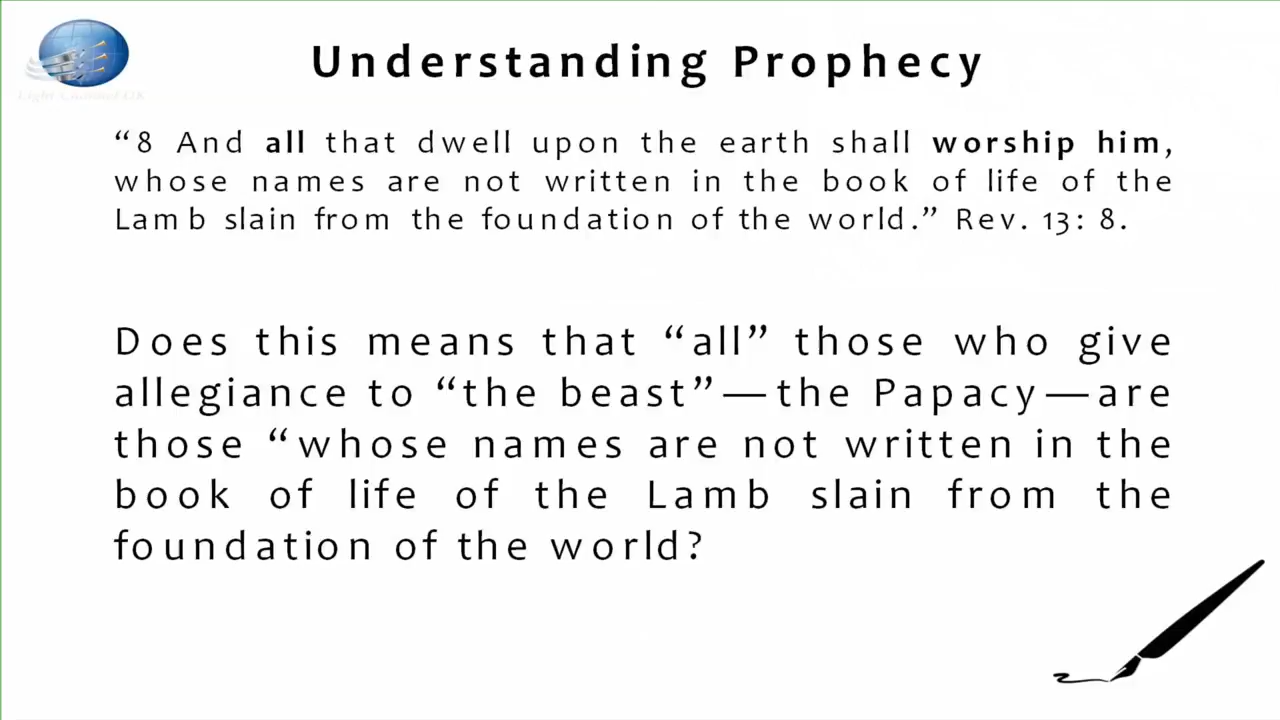 Understanding Prophecy
“8 And all that dwell upon the earth shall worship him,
whose names are not written in the book of life of the
Lamb slain from the foundation of the world.” Rev. 13: 8.
Does this means that “all” those who give
allegiance to “the beast”—the Papacy—are
those “whose names are not written in the
book of life of the Lamb slain from the
foundation of the world?